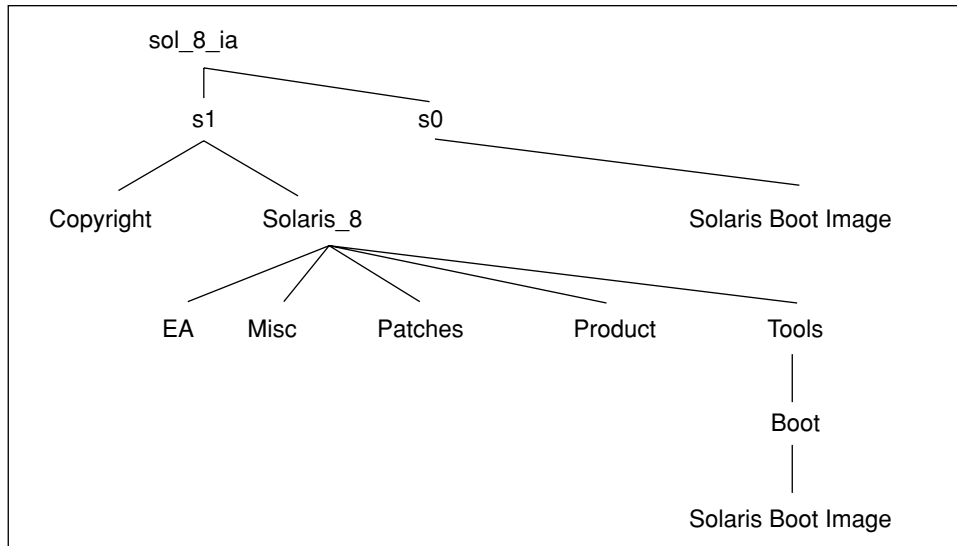 sol_8_ia
s1 s0
Copyright Solaris_8 Solaris Boot Image
EA Misc Patches Product Tools
Boot
Solaris Boot Image